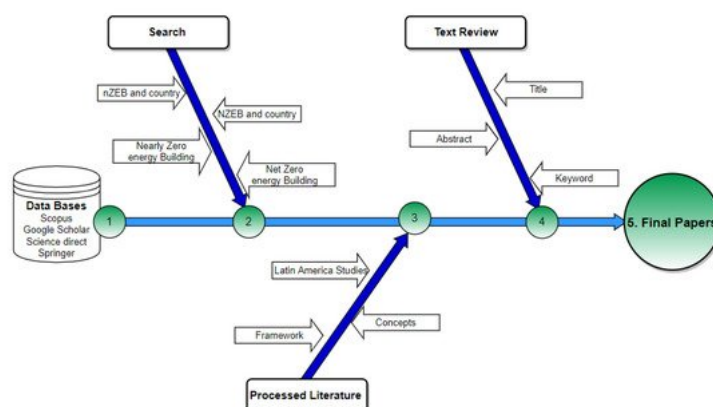 Search
Text Review
nZEB and country
NZEB and country
Nearly Zero
energy Building
Net Zero
energy Building
Title
Abstract
Keyword
Data Bases
Scopus
Google Scholar
Science direct
Springer
1
2
3
4
5. Final Papers
Latin America Studies
Framework
Concepts
Processed Literature